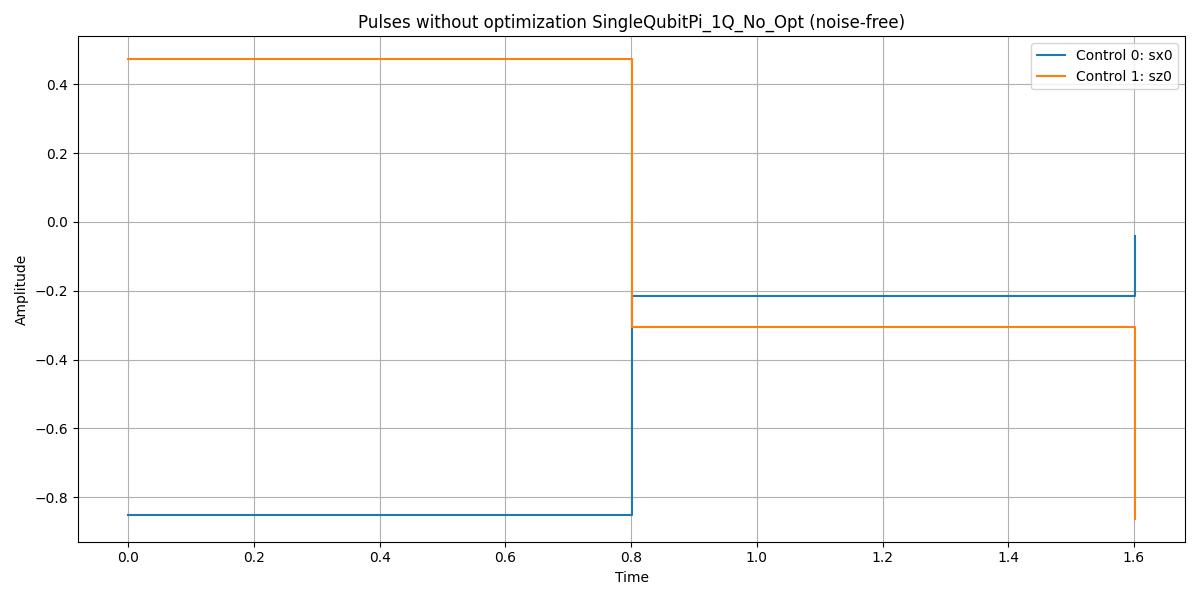 Pulses without optimization SingleQubitPi_1Q_No_Opt (noise-free)
Control 0: sx0
Control 1: sz0
Amplitude
0.4
0.2
0.0
−0.2
−0.4
−0.6
−0.8
0.0 0.2 0.4 0.6 0.8 1.0 1.2 1.4 1.6
Time